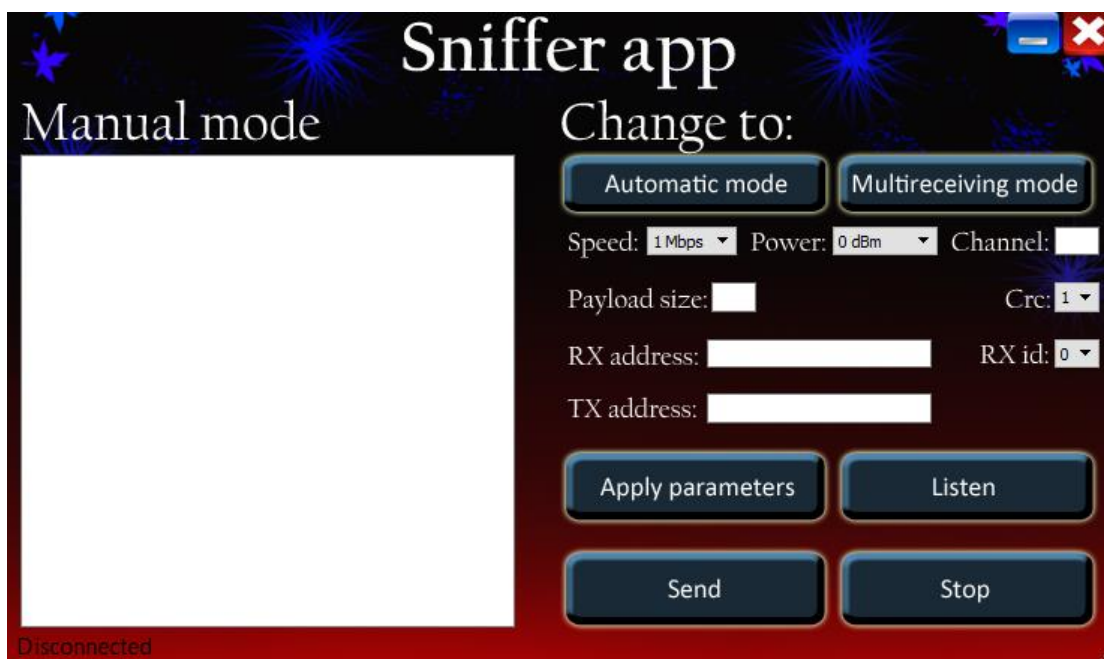 Sniffer app
Manual mode
Change to:
Automatic mode Multireceiving mode
Speed: 1 Mbps Power: 0 dBm Channel:
Payload size: Crc: 1
RX address: RX id: 0
TX address:
Apply parameters Listen
Send Stop
Disconnected